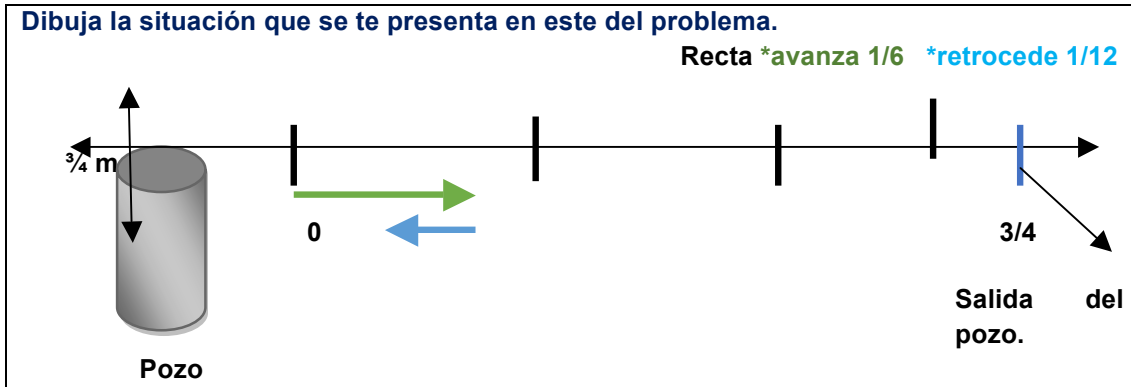 Dibuja la situación que se te presenta en este del problema.
Recta *avanza 1/6 *retrocede 1/12
¾ m
0
3/4
Salida del
pozo.
Pozo